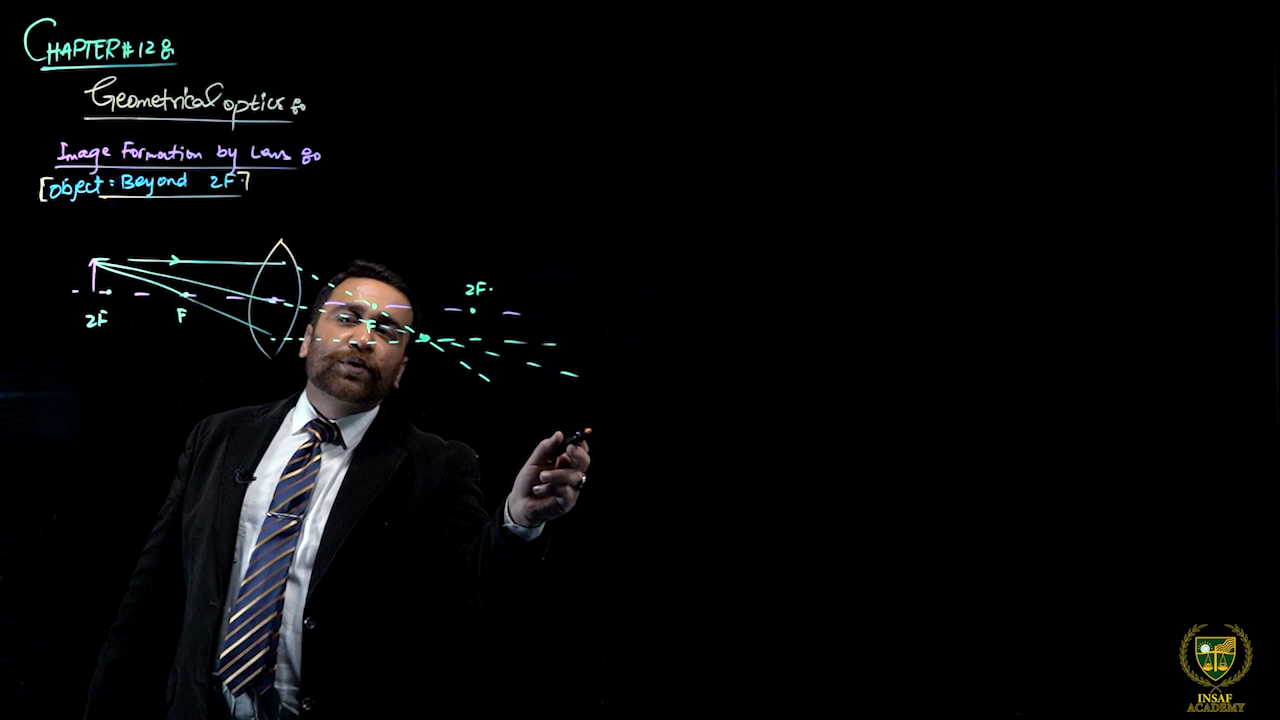 CHAPTER # 12 :
Geometrical optics :
Image Formation by Lens :
[object : Beyond 2F.]
2F.
2F
F
F
INSAF
ACADEMY